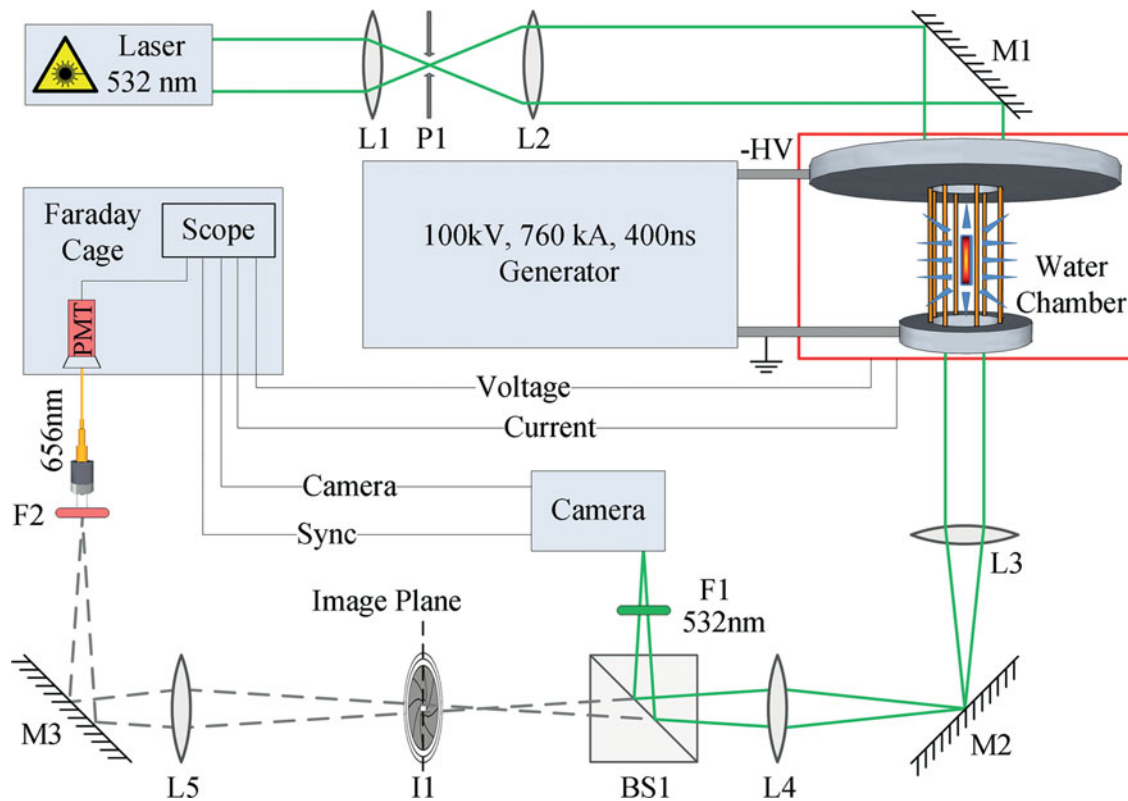 Laser
532 nm
L1
P1
L2
M1
-HV
100kV, 760 kA, 400ns
Generator
Water
Chamber
Faraday
Cage
Scope
PMT
656nm
F2
Voltage
Current
Camera
Sync
Camera
F1
532nm
L3
Image Plane
M3
L5
I1
BS1
L4
M2